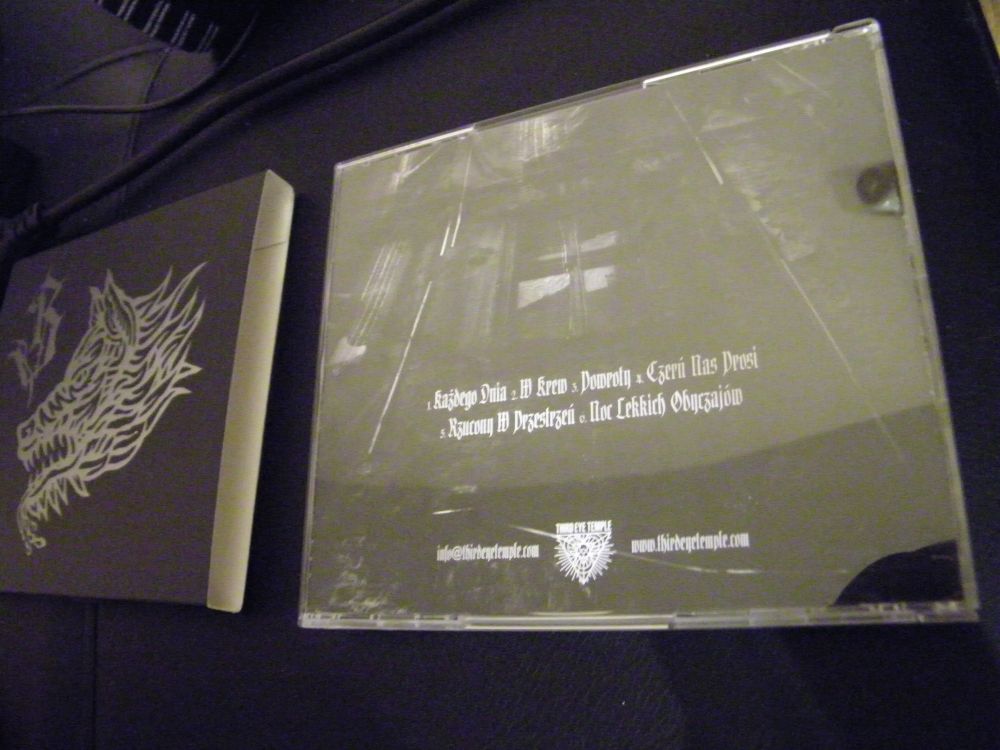 1. Każdego Dnia 2. W Krew 3. Powroty 4. Czerń Nas Prosi
5. Rzucony W Przestrzeń 6. Noc Lekkich Obyczajów
THIRD EYE TEMPLE
info@thirdeyetemple.com
www.thirdeyetemple.com